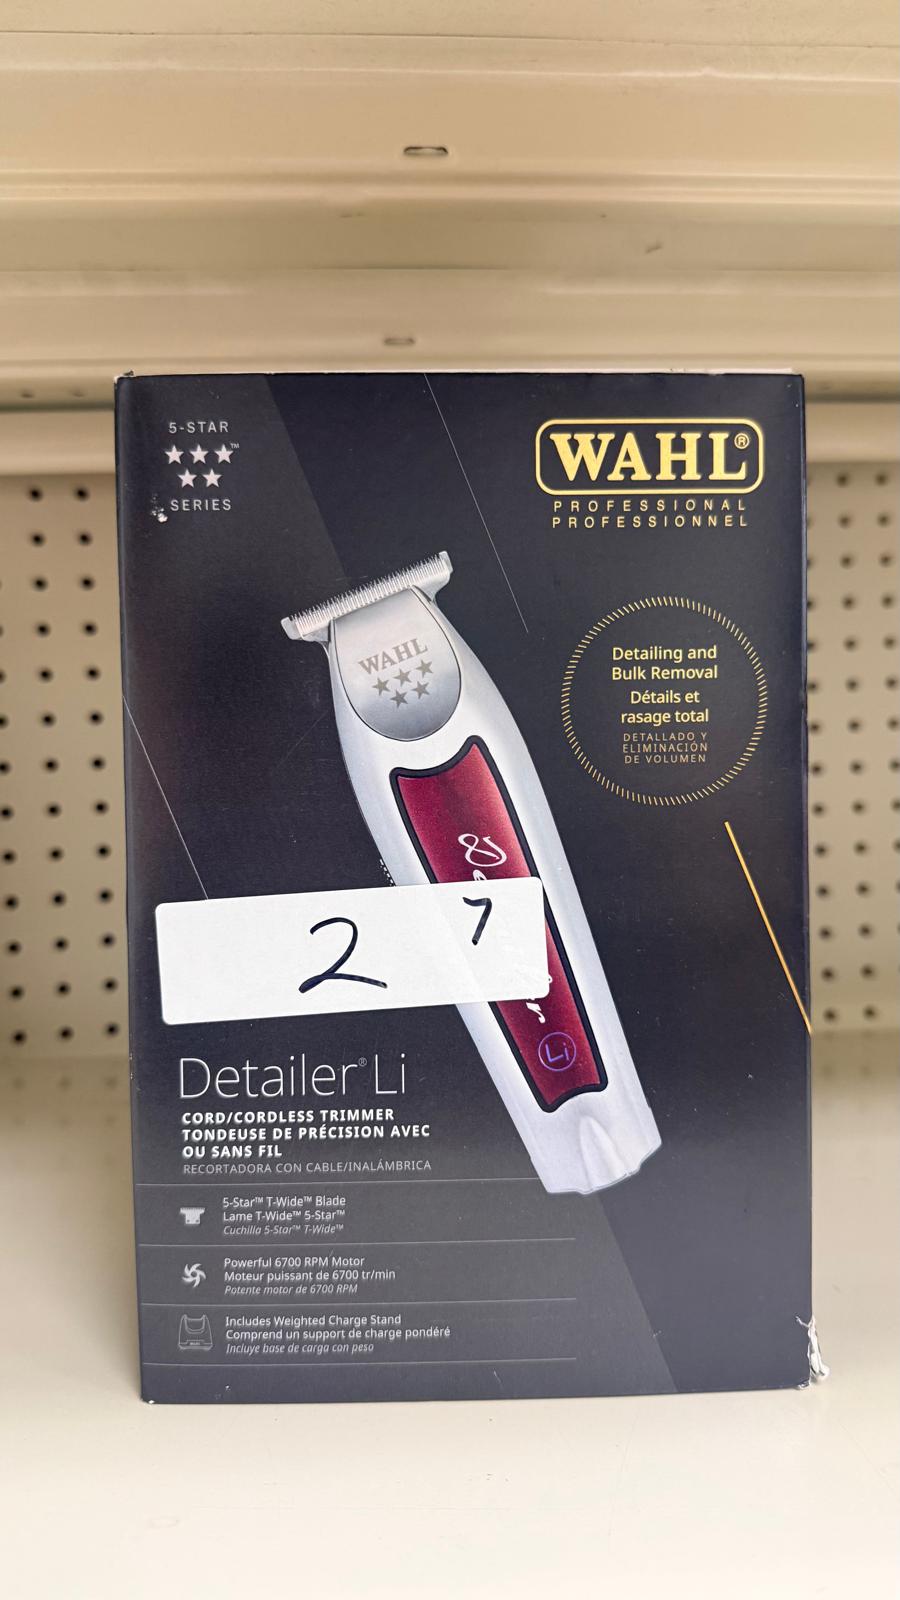 5-STAR
™
SERIES
WAHL®
PROFESSIONAL
PROFESSIONNEL
WAHL
Detailing and
Bulk Removal
Détails et
rasage total
DETALLADO Y
ELIMINACIÓN
DE VOLUMEN
7
2
Li
Detailer® Li
CORD/CORDLESS TRIMMER
TONDEUSE DE PRÉCISION AVEC
OU SANS FIL
RECORTADORA CON CABLE/INALÁMBRICA
5-Star™ T-Wide™ Blade
Lame T-Wide™ 5-Star™
Cuchilla 5-Star™ T-Wide™
Powerful 6700 RPM Motor
Moteur puissant de 6700 tr/min
Potente motor de 6700 RPM
Includes Weighted Charge Stand
Comprend un support de charge pondéré
Incluye base de carga con peso